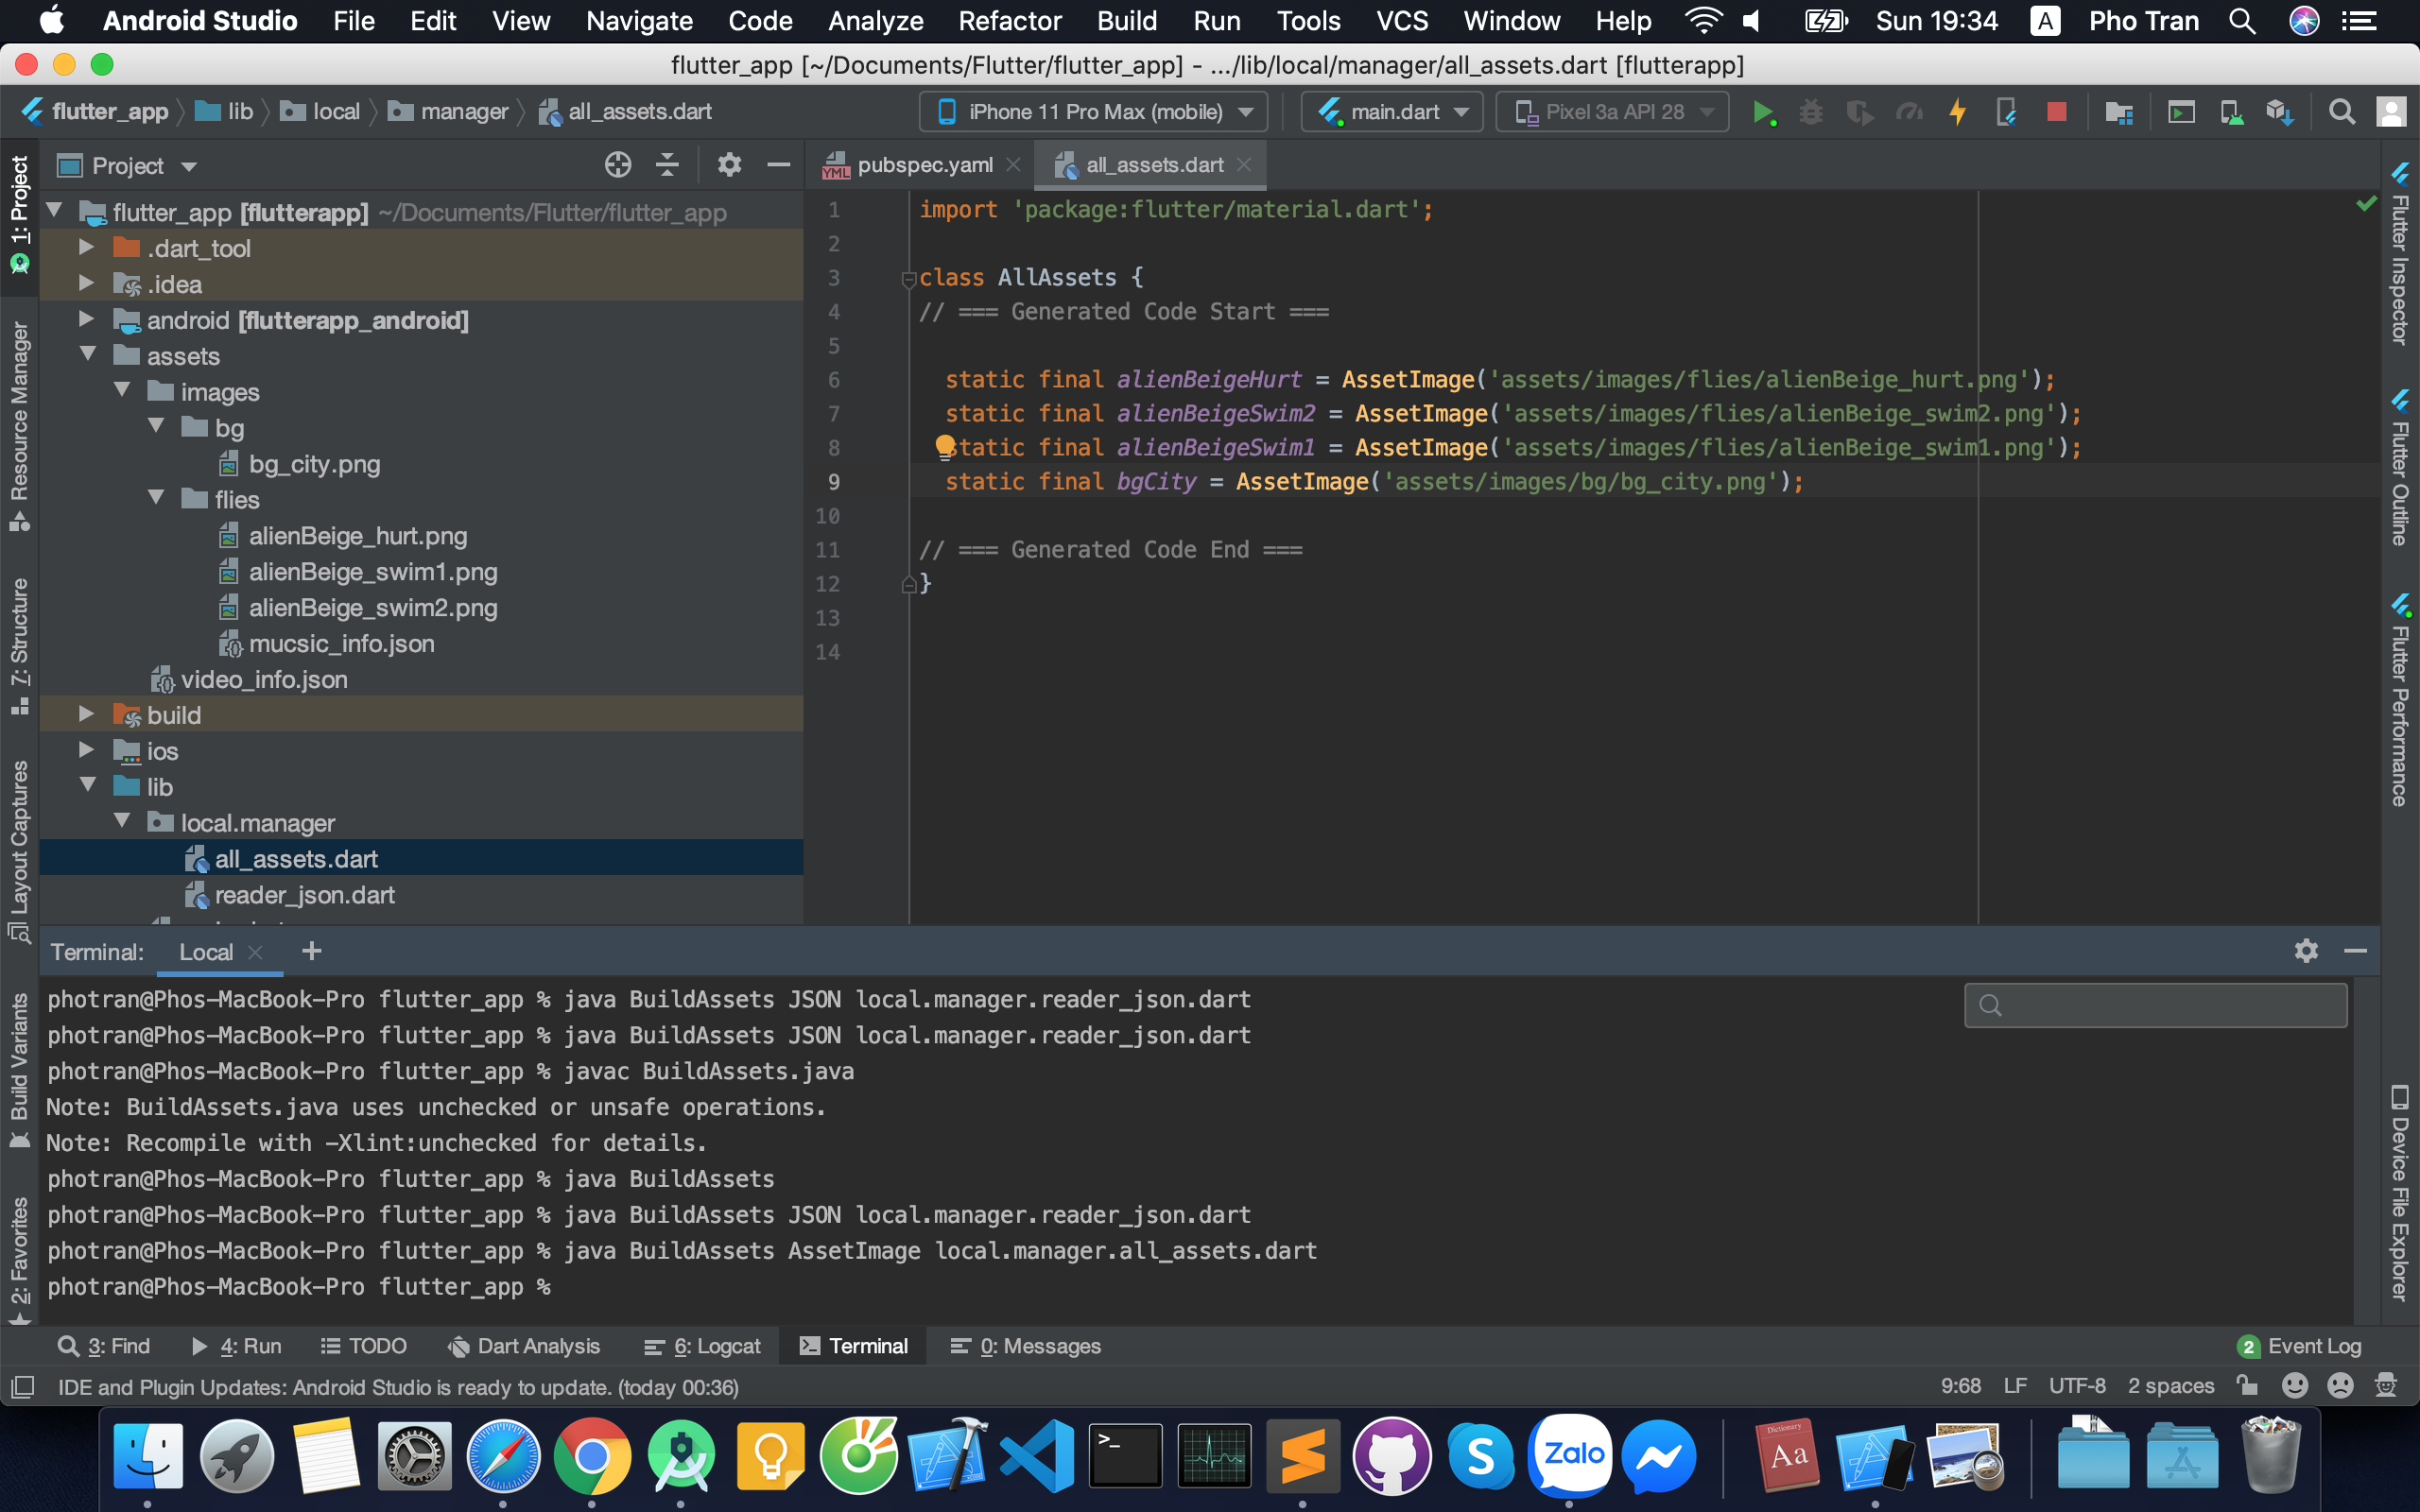 Android Studio File Edit View Navigate Code Analyze Refactor Build Run Tools VCS Window Help Sun 19:34 A Pho Tran
flutter_app [~/Documents/Flutter/flutter_app] - .../lib/local/manager/all_assets.dart [flutterapp]
flutter_app lib local manager all_assets.dart iPhone 11 Pro Max (mobile) main.dart Pixel 3a API 28
Project
YML pubspec.yaml all_assets.dart
flutter_app [flutterapp] ~/Documents/Flutter/flutter_app
.dart_tool
.idea
android [flutterapp_android]
assets
images
bg
bg_city.png
flies
alienBeige_hurt.png
alienBeige_swim1.png
alienBeige_swim2.png
mucsic_info.json
video_info.json
build
ios
lib
local.manager
all_assets.dart
reader_json.dart
1 import 'package:flutter/material.dart';
2
3 class AllAssets {
4 // === Generated Code Start ===
5
6 static final alienBeigeHurt = AssetImage('assets/images/flies/alienBeige_hurt.png');
7 static final alienBeigeSwim2 = AssetImage('assets/images/flies/alienBeige_swim2.png');
8 static final alienBeigeSwim1 = AssetImage('assets/images/flies/alienBeige_swim1.png');
9 static final bgCity = AssetImage('assets/images/bg/bg_city.png');
10
11 // === Generated Code End ===
12 }
13
14
1: Project
Resource Manager
7: Structure
Layout Captures
Build Variants
2: Favorites
Flutter Inspector
Flutter Outline
Flutter Performance
Device File Explorer
Terminal: Local +
photran@Phos-MacBook-Pro flutter_app % java BuildAssets JSON local.manager.reader_json.dart
photran@Phos-MacBook-Pro flutter_app % java BuildAssets JSON local.manager.reader_json.dart
photran@Phos-MacBook-Pro flutter_app % javac BuildAssets.java
Note: BuildAssets.java uses unchecked or unsafe operations.
Note: Recompile with -Xlint:unchecked for details.
photran@Phos-MacBook-Pro flutter_app % java BuildAssets
photran@Phos-MacBook-Pro flutter_app % java BuildAssets JSON local.manager.reader_json.dart
photran@Phos-MacBook-Pro flutter_app % java BuildAssets AssetImage local.manager.all_assets.dart
photran@Phos-MacBook-Pro flutter_app %
3: Find 4: Run TODO Dart Analysis 6: Logcat Terminal 0: Messages 2 Event Log
IDE and Plugin Updates: Android Studio is ready to update. (today 00:36) 9:68 LF UTF-8 2 spaces
>_ S Zalo Dictionary Aa